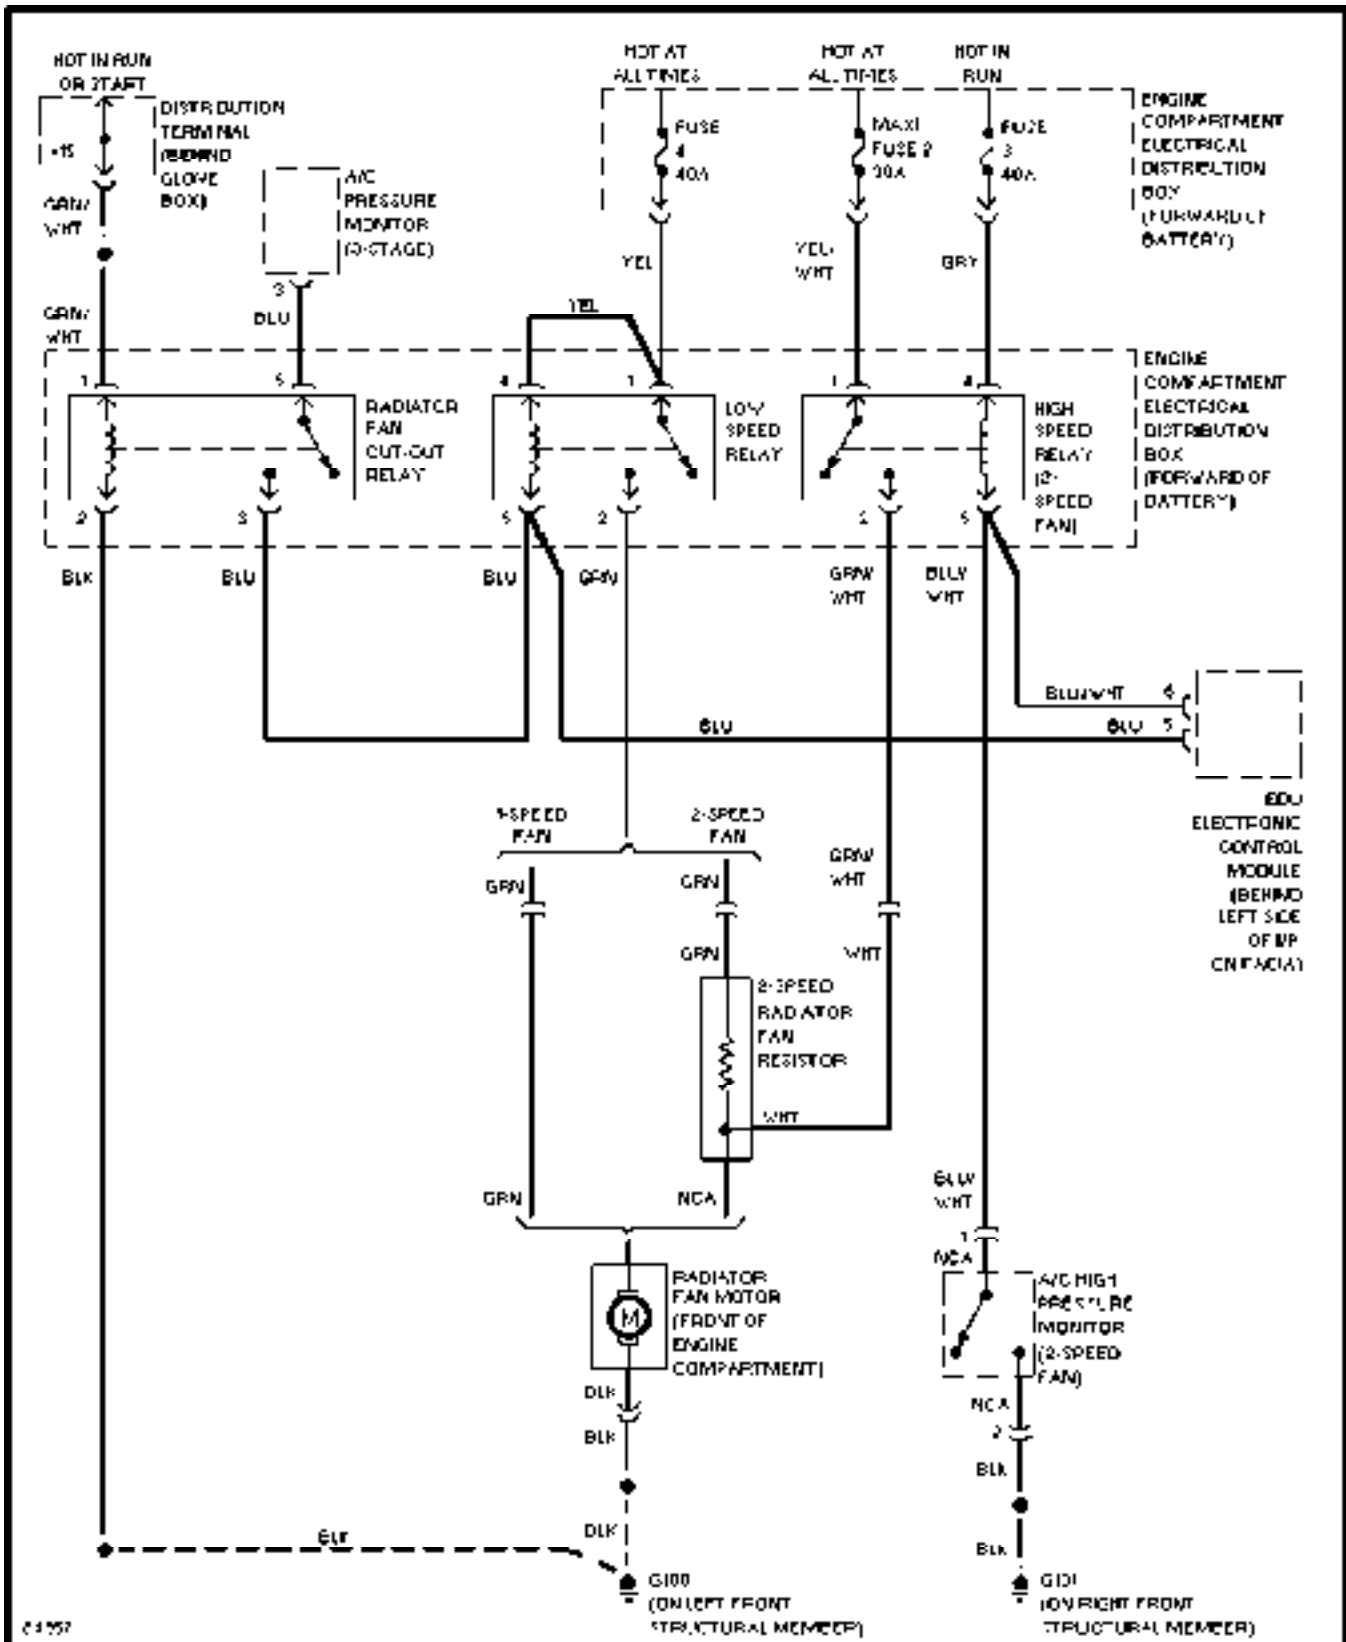 HOT IN RUN
OR START
DISTRIBUTION
TERMINAL
(BEHIND
GLOVE
BOX)
+15
GRN/
WHT
A/C
PRESSURE
MONITOR
(3-STAGE)
3
BLU
GRN/
WHT
HOT AT
ALL TIMES
HOT AT
ALL TIMES
HOT IN
RUN
FUSE
4
40A
MAXI
FUSE 2
30A
FUSE
3
40A
ENGINE
COMPARTMENT
ELECTRICAL
DISTRIBUTION
BOX
(FORWARD OF
BATTERY)
YEL
YEL/
WHT
GRY
YEL
1
5
4
1
1
4
RADIATOR
FAN
CUT-OUT
RELAY
LOW
SPEED
RELAY
HIGH
SPEED
RELAY
(2-
SPEED
FAN)
ENGINE
COMPARTMENT
ELECTRICAL
DISTRIBUTION
BOX
(FORWARD OF
BATTERY)
2
3
5
2
2
5
BLK
BLU
BLU
GRN
GRN/
WHT
BLU/
WHT
BLU/WHT
6
BLU
BLU
5
1-SPEED
FAN
2-SPEED
FAN
ELECTRONIC
CONTROL
MODULE
(BEHIND
LEFT SIDE
OF I/P
ON FACIA)
GRN
GRN
GRN/
WHT
GRN
WHT
2-SPEED
RADIATOR
FAN
RESISTOR
WHT
GRN
NCA
BLU/
WHT
1
NCA
RADIATOR
FAN MOTOR
(FRONT OF
ENGINE
COMPARTMENT)
M
A/C HIGH
PRESSURE
MONITOR
(2-SPEED
FAN)
BLK
BLK
NCA
2
BLK
BLK
BLK
BLK
G100
(ON LEFT FRONT
STRUCTURAL MEMBER)
G101
(ON RIGHT FRONT
STRUCTURAL MEMBER)